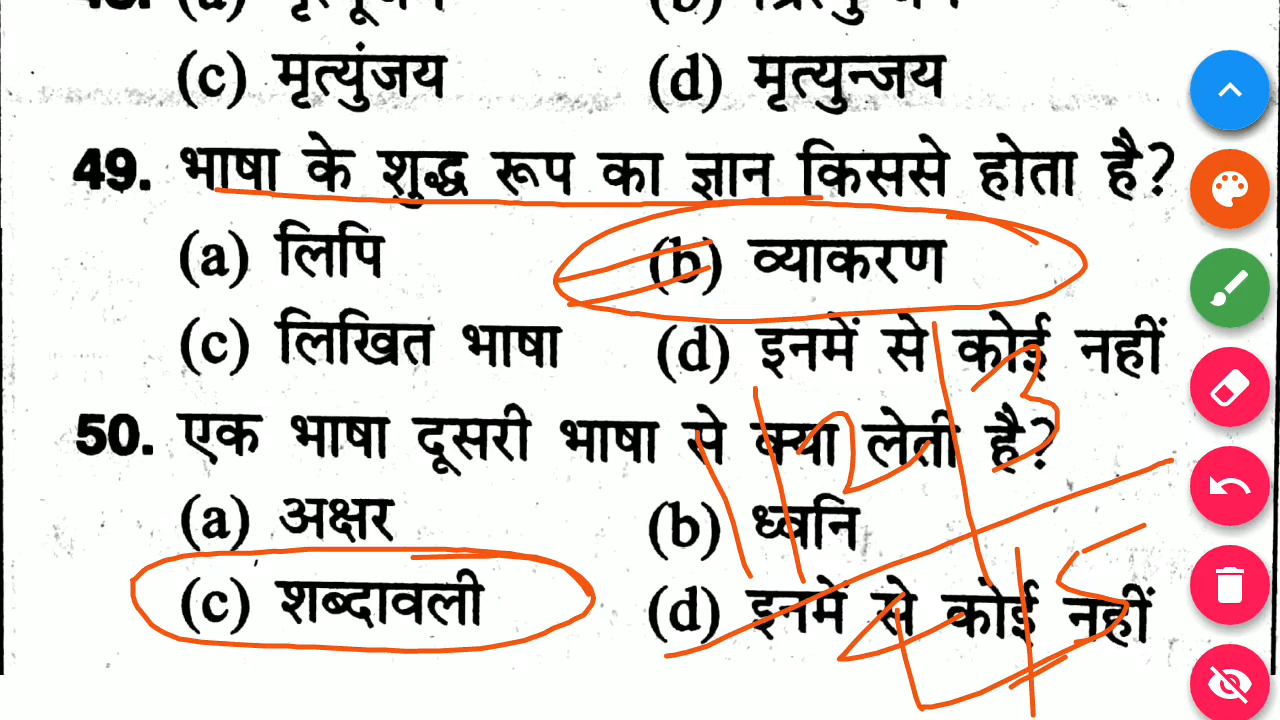 (c) मृत्युंजय (d) मृत्युन्जय
49. भाषा के शुद्ध रूप का ज्ञान किससे होता है?
(a) लिपि (b) व्याकरण
(c) लिखित भाषा (d) इनमें से कोई नहीं
50. एक भाषा दूसरी भाषा से क्या लेती है?
(a) अक्षर (b) ध्वनि
(c) शब्दावली (d) इनमें से कोई नहीं